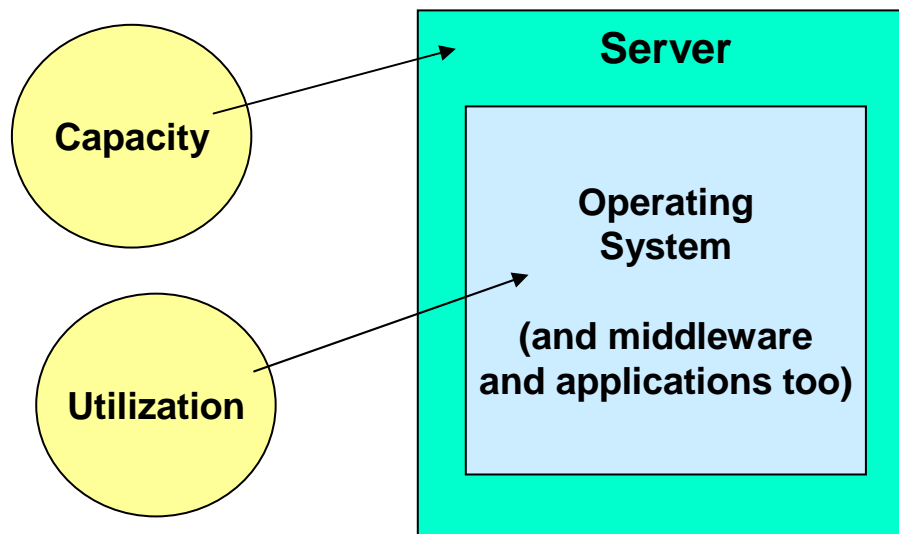 Server
Capacity
Operating
System
(and middleware
and applications too)
Utilization